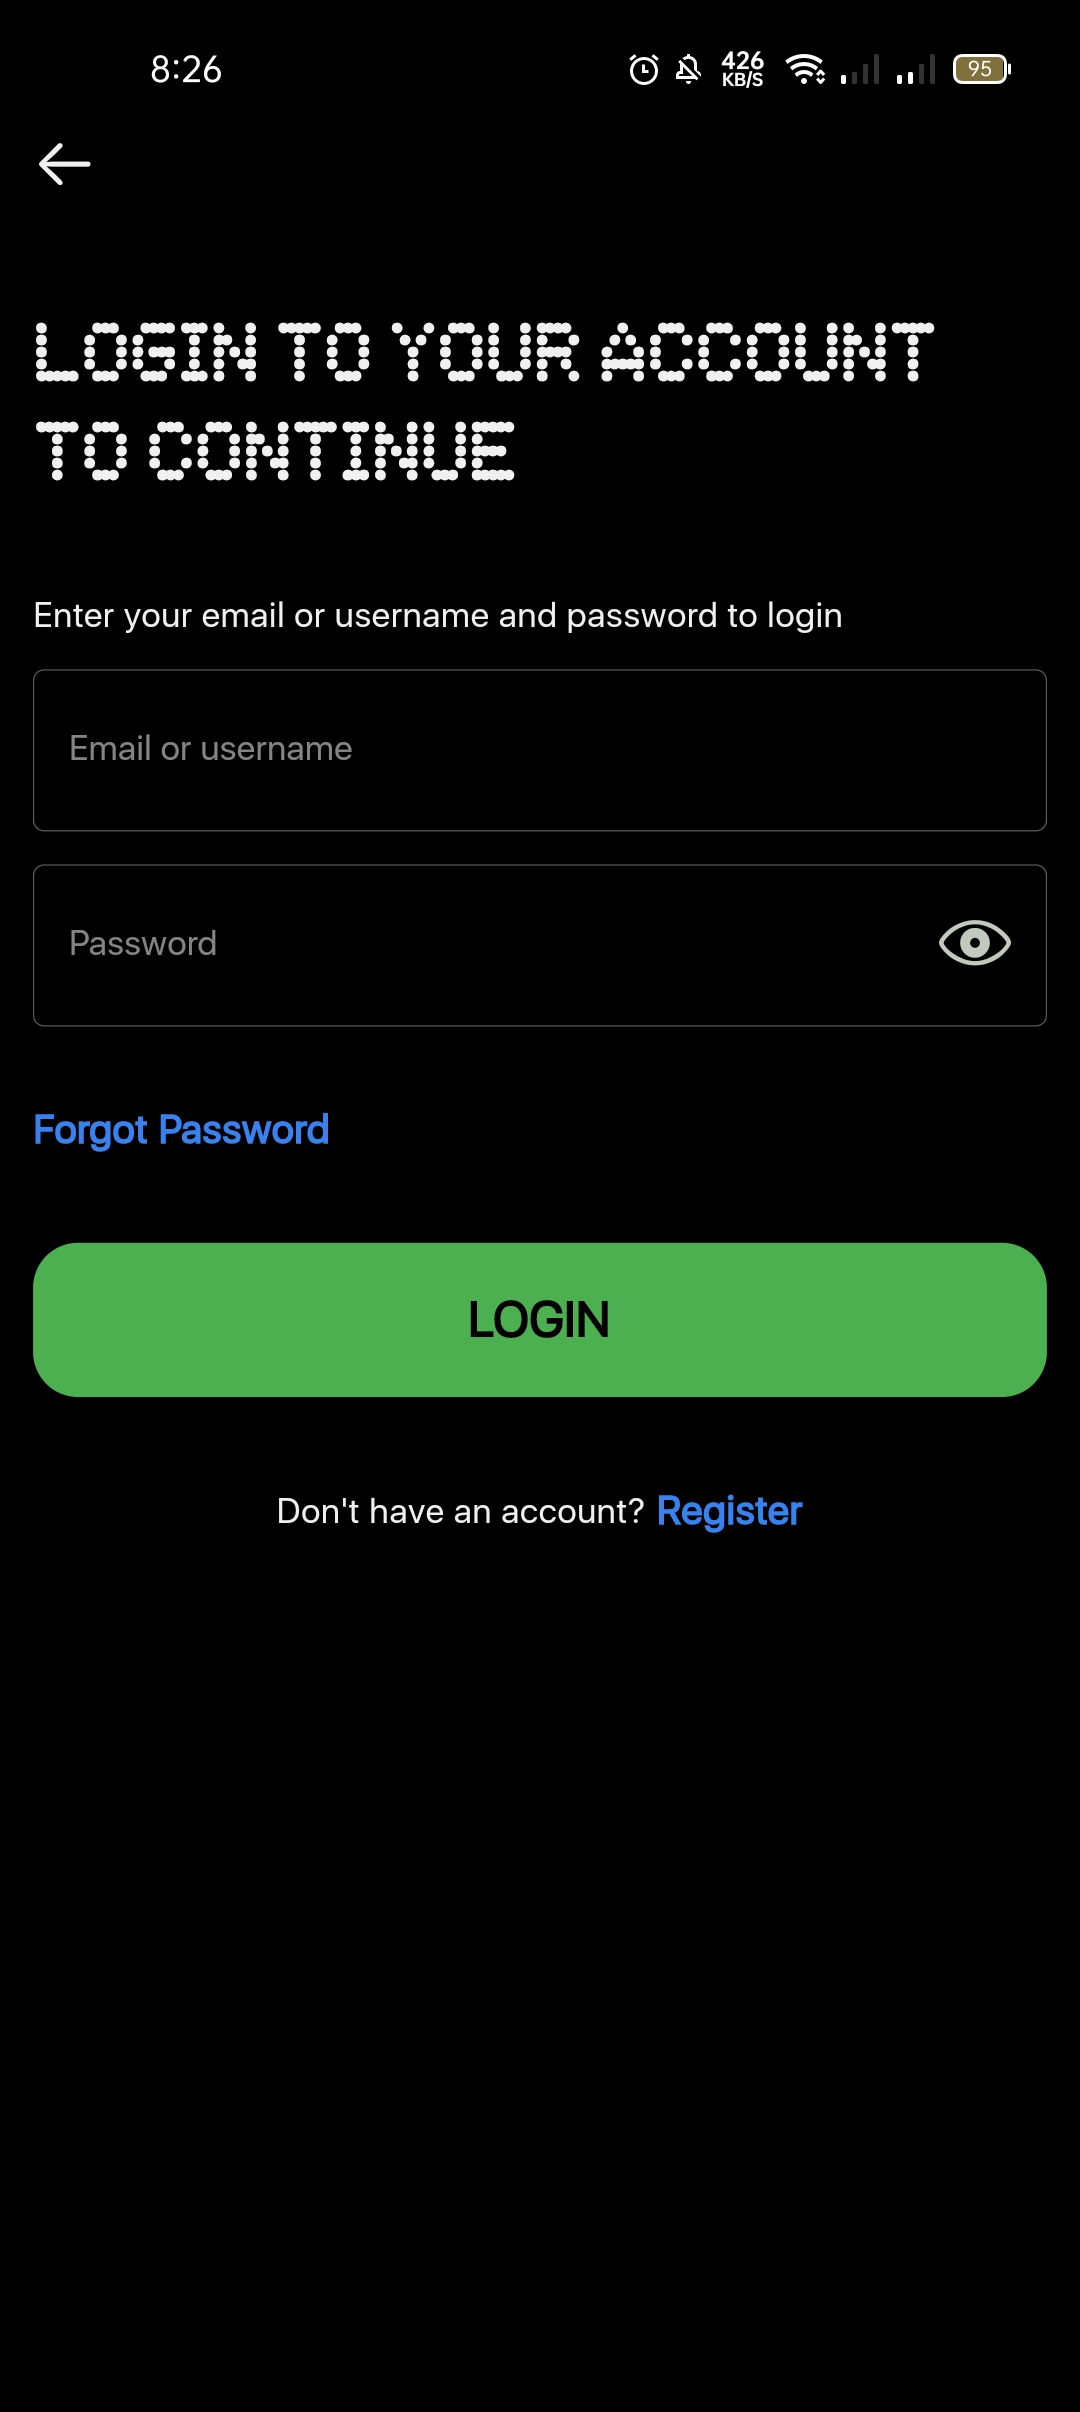 8:26
426
KB/S
95
LOGIN TO YOUR ACCOUNT
TO CONTINUE
Enter your email or username and password to login
Email or username
Password
Forgot Password
LOGIN
Don't have an account? Register